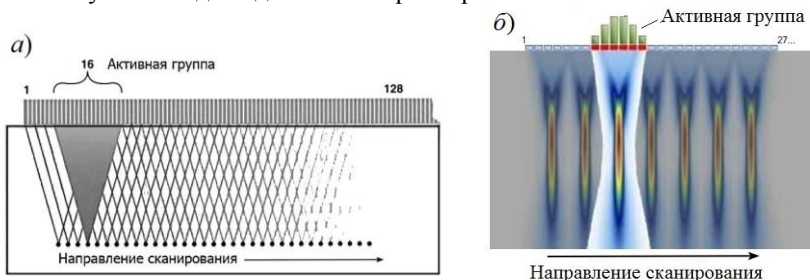 а)
16 Активная группа
1
128
Направление сканирования
б)
Активная группа
1
27...
Направление сканирования